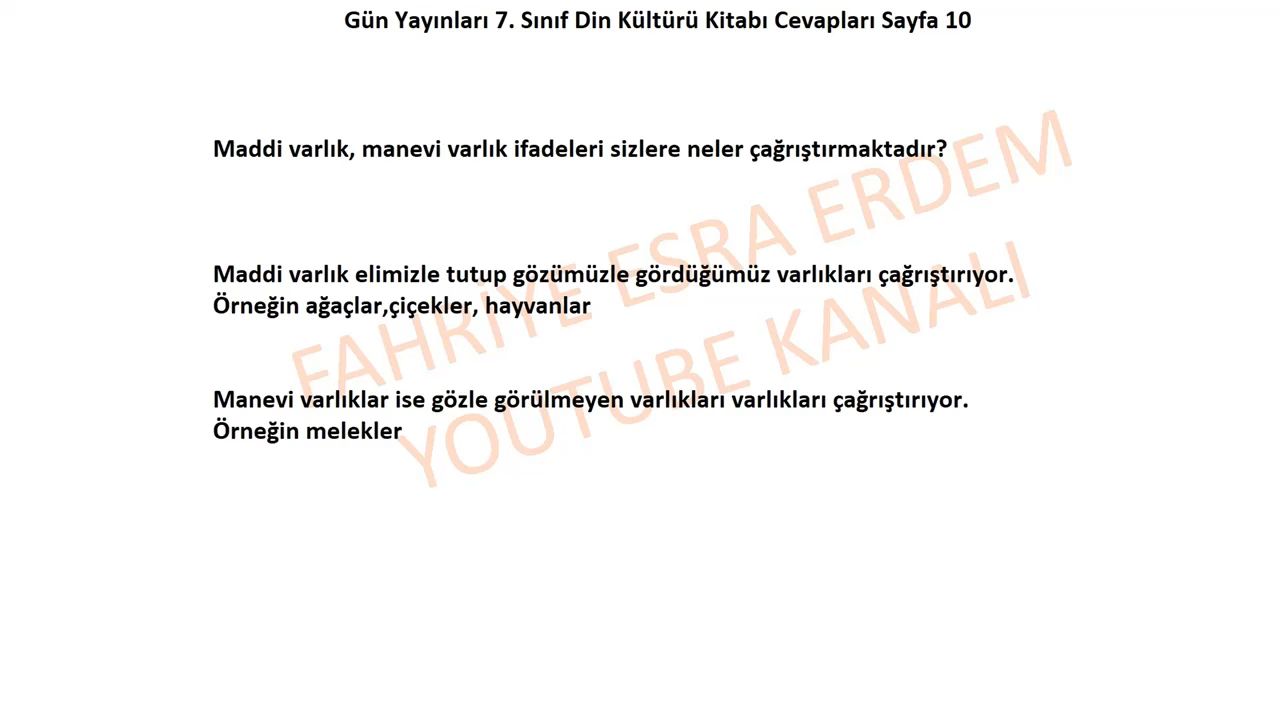 Gün Yayınları 7. Sınıf Din Kültürü Kitabı Cevapları Sayfa 10
Maddi varlık, manevi varlık ifadeleri sizlere neler çağrıştırmaktadır?
Maddi varlık elimizle tutup gözümüzle gördüğümüz varlıkları çağrıştırıyor.
Örneğin ağaçlar,çiçekler, hayvanlar
Manevi varlıklar ise gözle görülmeyen varlıkları varlıkları çağrıştırıyor.
Örneğin melekler
FAHRİYE ESRA ERDEM
YOUTUBE KANALI